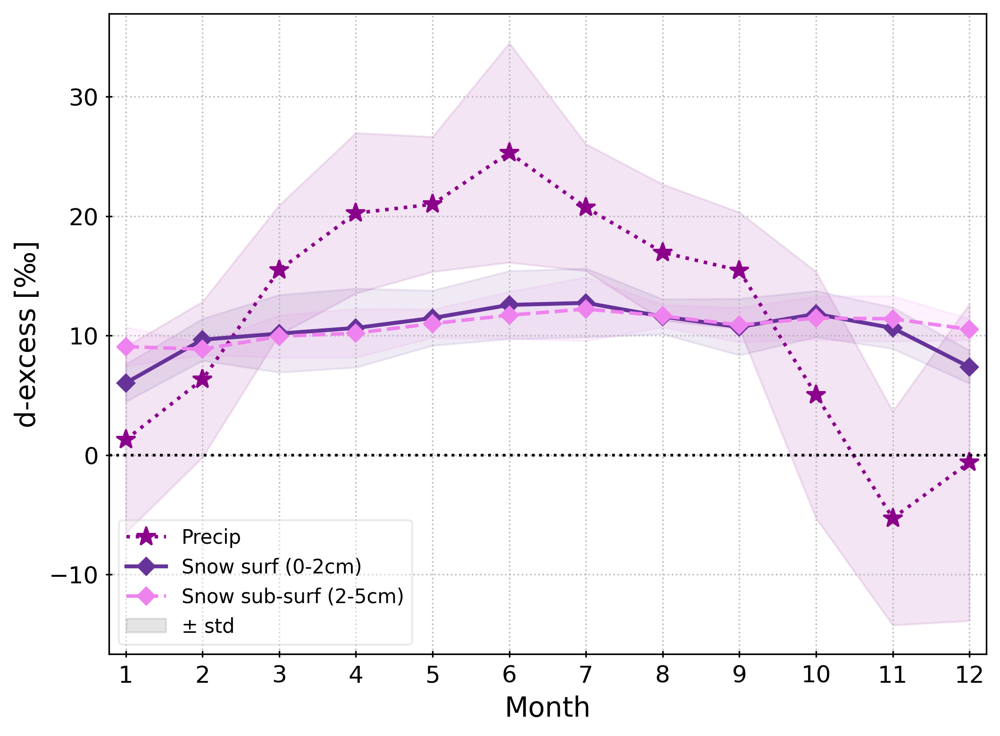 d-excess [‰]
30
20
10
0
−10
Precip
Snow surf (0-2cm)
Snow sub-surf (2-5cm)
± std
1 2 3 4 5 6 7 8 9 10 11 12
Month